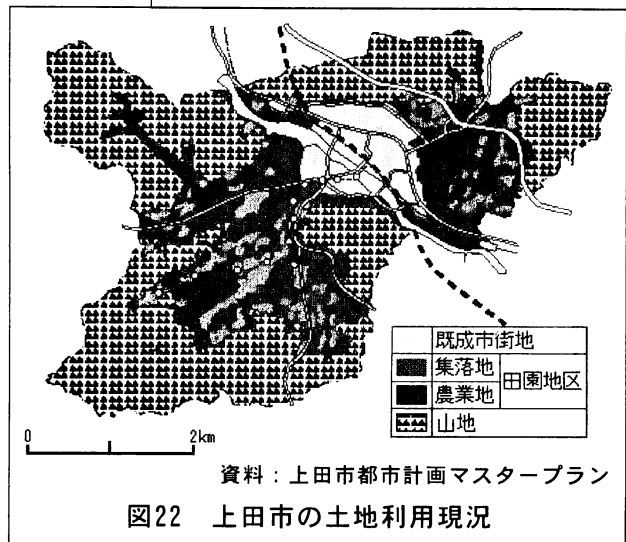 既成市街地
集落地
農業地
田園地区
山地
0 2km
資料：上田市都市計画マスタープラン
図22 上田市の土地利用現況